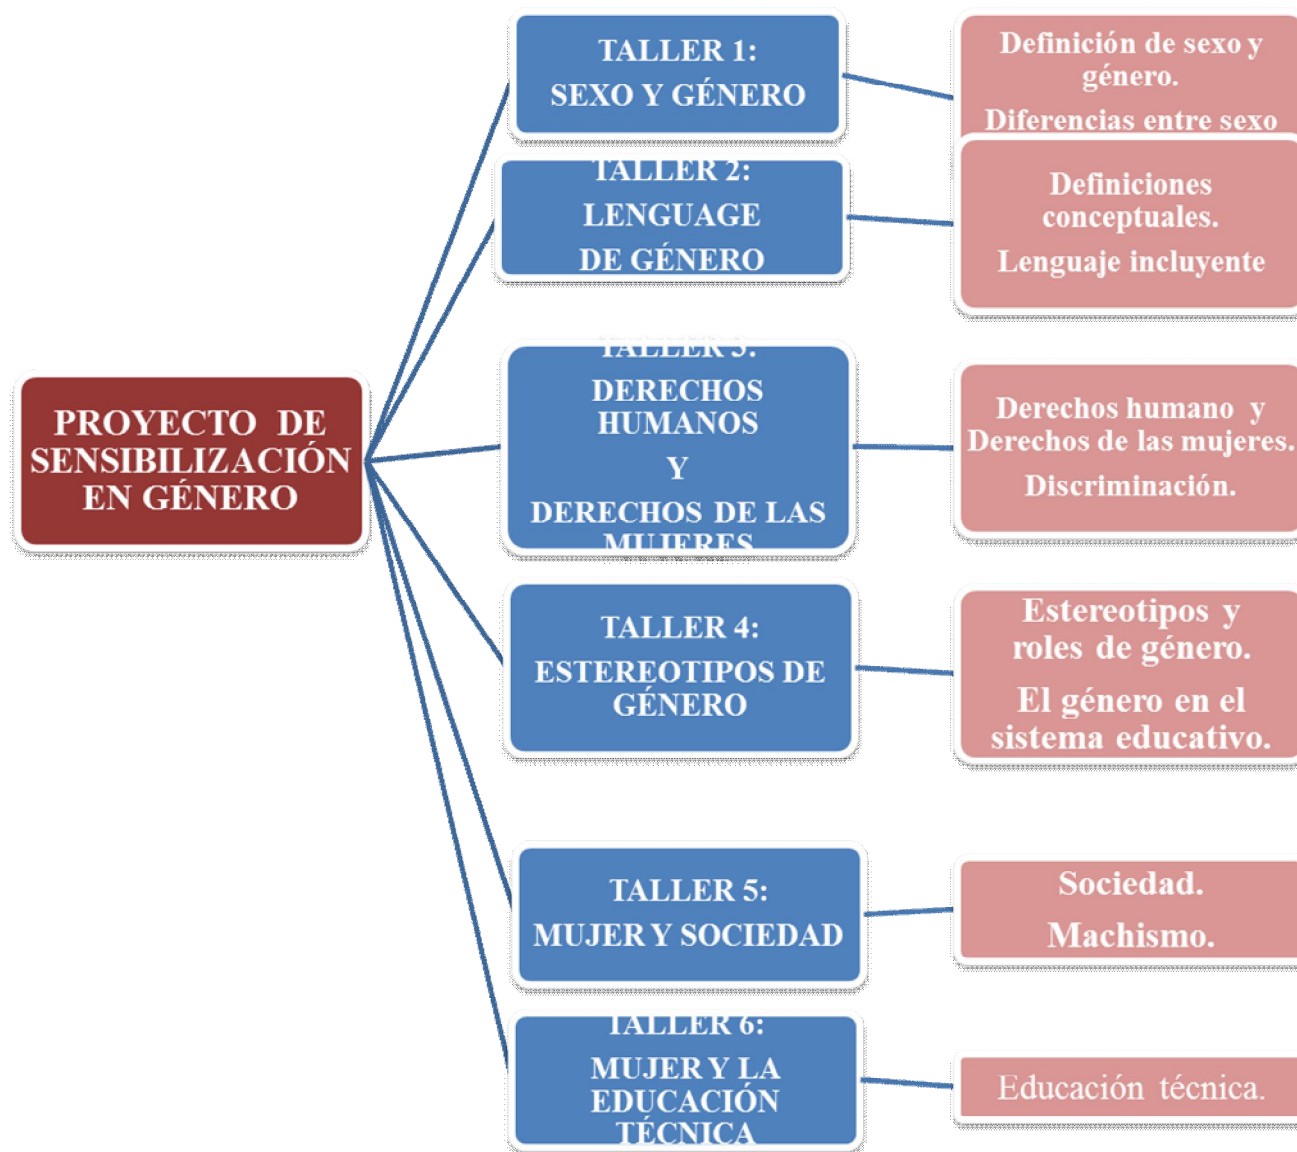 PROYECTO DE
SENSIBILIZACIÓN
EN GÉNERO
TALLER 1:
SEXO Y GÉNERO
Definición de sexo y
género.
Diferencias entre sexo
TALLER 2:
LENGUAGE
DE GÉNERO
Definiciones
conceptuales.
Lenguaje incluyente
TALLER 3:
DERECHOS
HUMANOS
Y
DERECHOS DE LAS
MUJERES
Derechos humano y
Derechos de las mujeres.
Discriminación.
TALLER 4:
ESTEREOTIPOS DE
GÉNERO
Estereotipos y
roles de género.
El género en el
sistema educativo.
TALLER 5:
MUJER Y SOCIEDAD
Sociedad.
Machismo.
TALLER 6:
MUJER Y LA
EDUCACIÓN
TÉCNICA
Educación técnica.